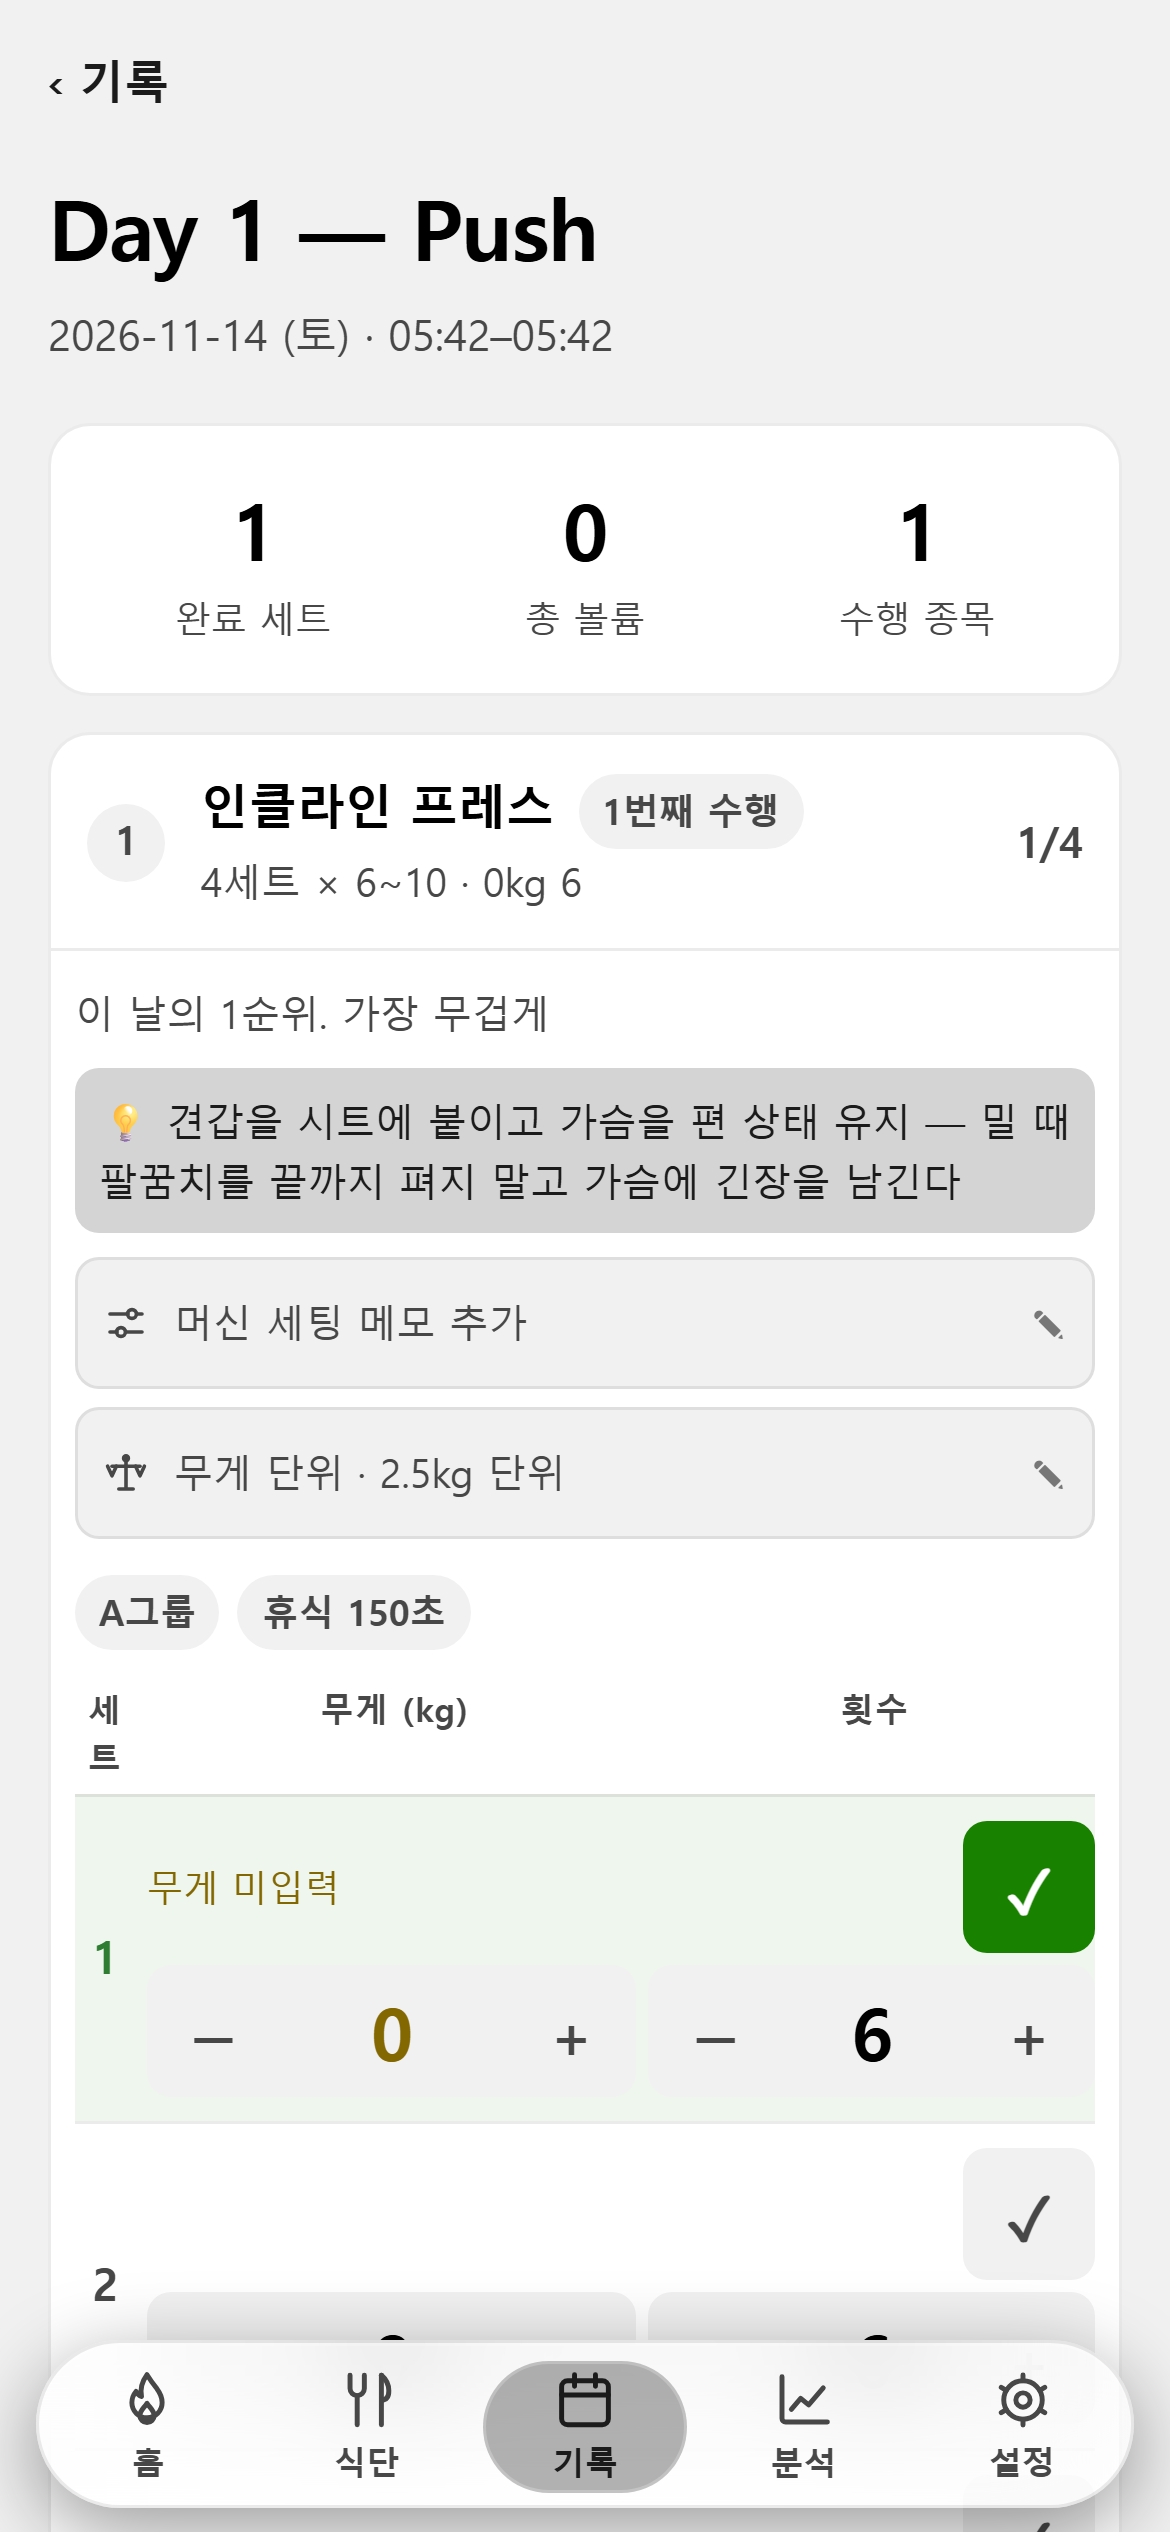 ‹ 기록
Day 1 — Push
2026-11-14 (토) · 05:42–05:42
1 0 1
완료 세트 총 볼륨 수행 종목
1 인클라인 프레스 1번째 수행 1/4
4세트 × 6~10 · 0kg 6
이 날의 1순위. 가장 무겁게
💡 견갑을 시트에 붙이고 가슴을 편 상태 유지 — 밀 때
팔꿈치를 끝까지 펴지 말고 가슴에 긴장을 남긴다
머신 세팅 메모 추가
무게 단위 · 2.5kg 단위
A그룹 휴식 150초
세트 무게 (kg) 횟수
무게 미입력 ✓
1 − 0 + − 6 +
✓
2
홈 식단 기록 분석 설정